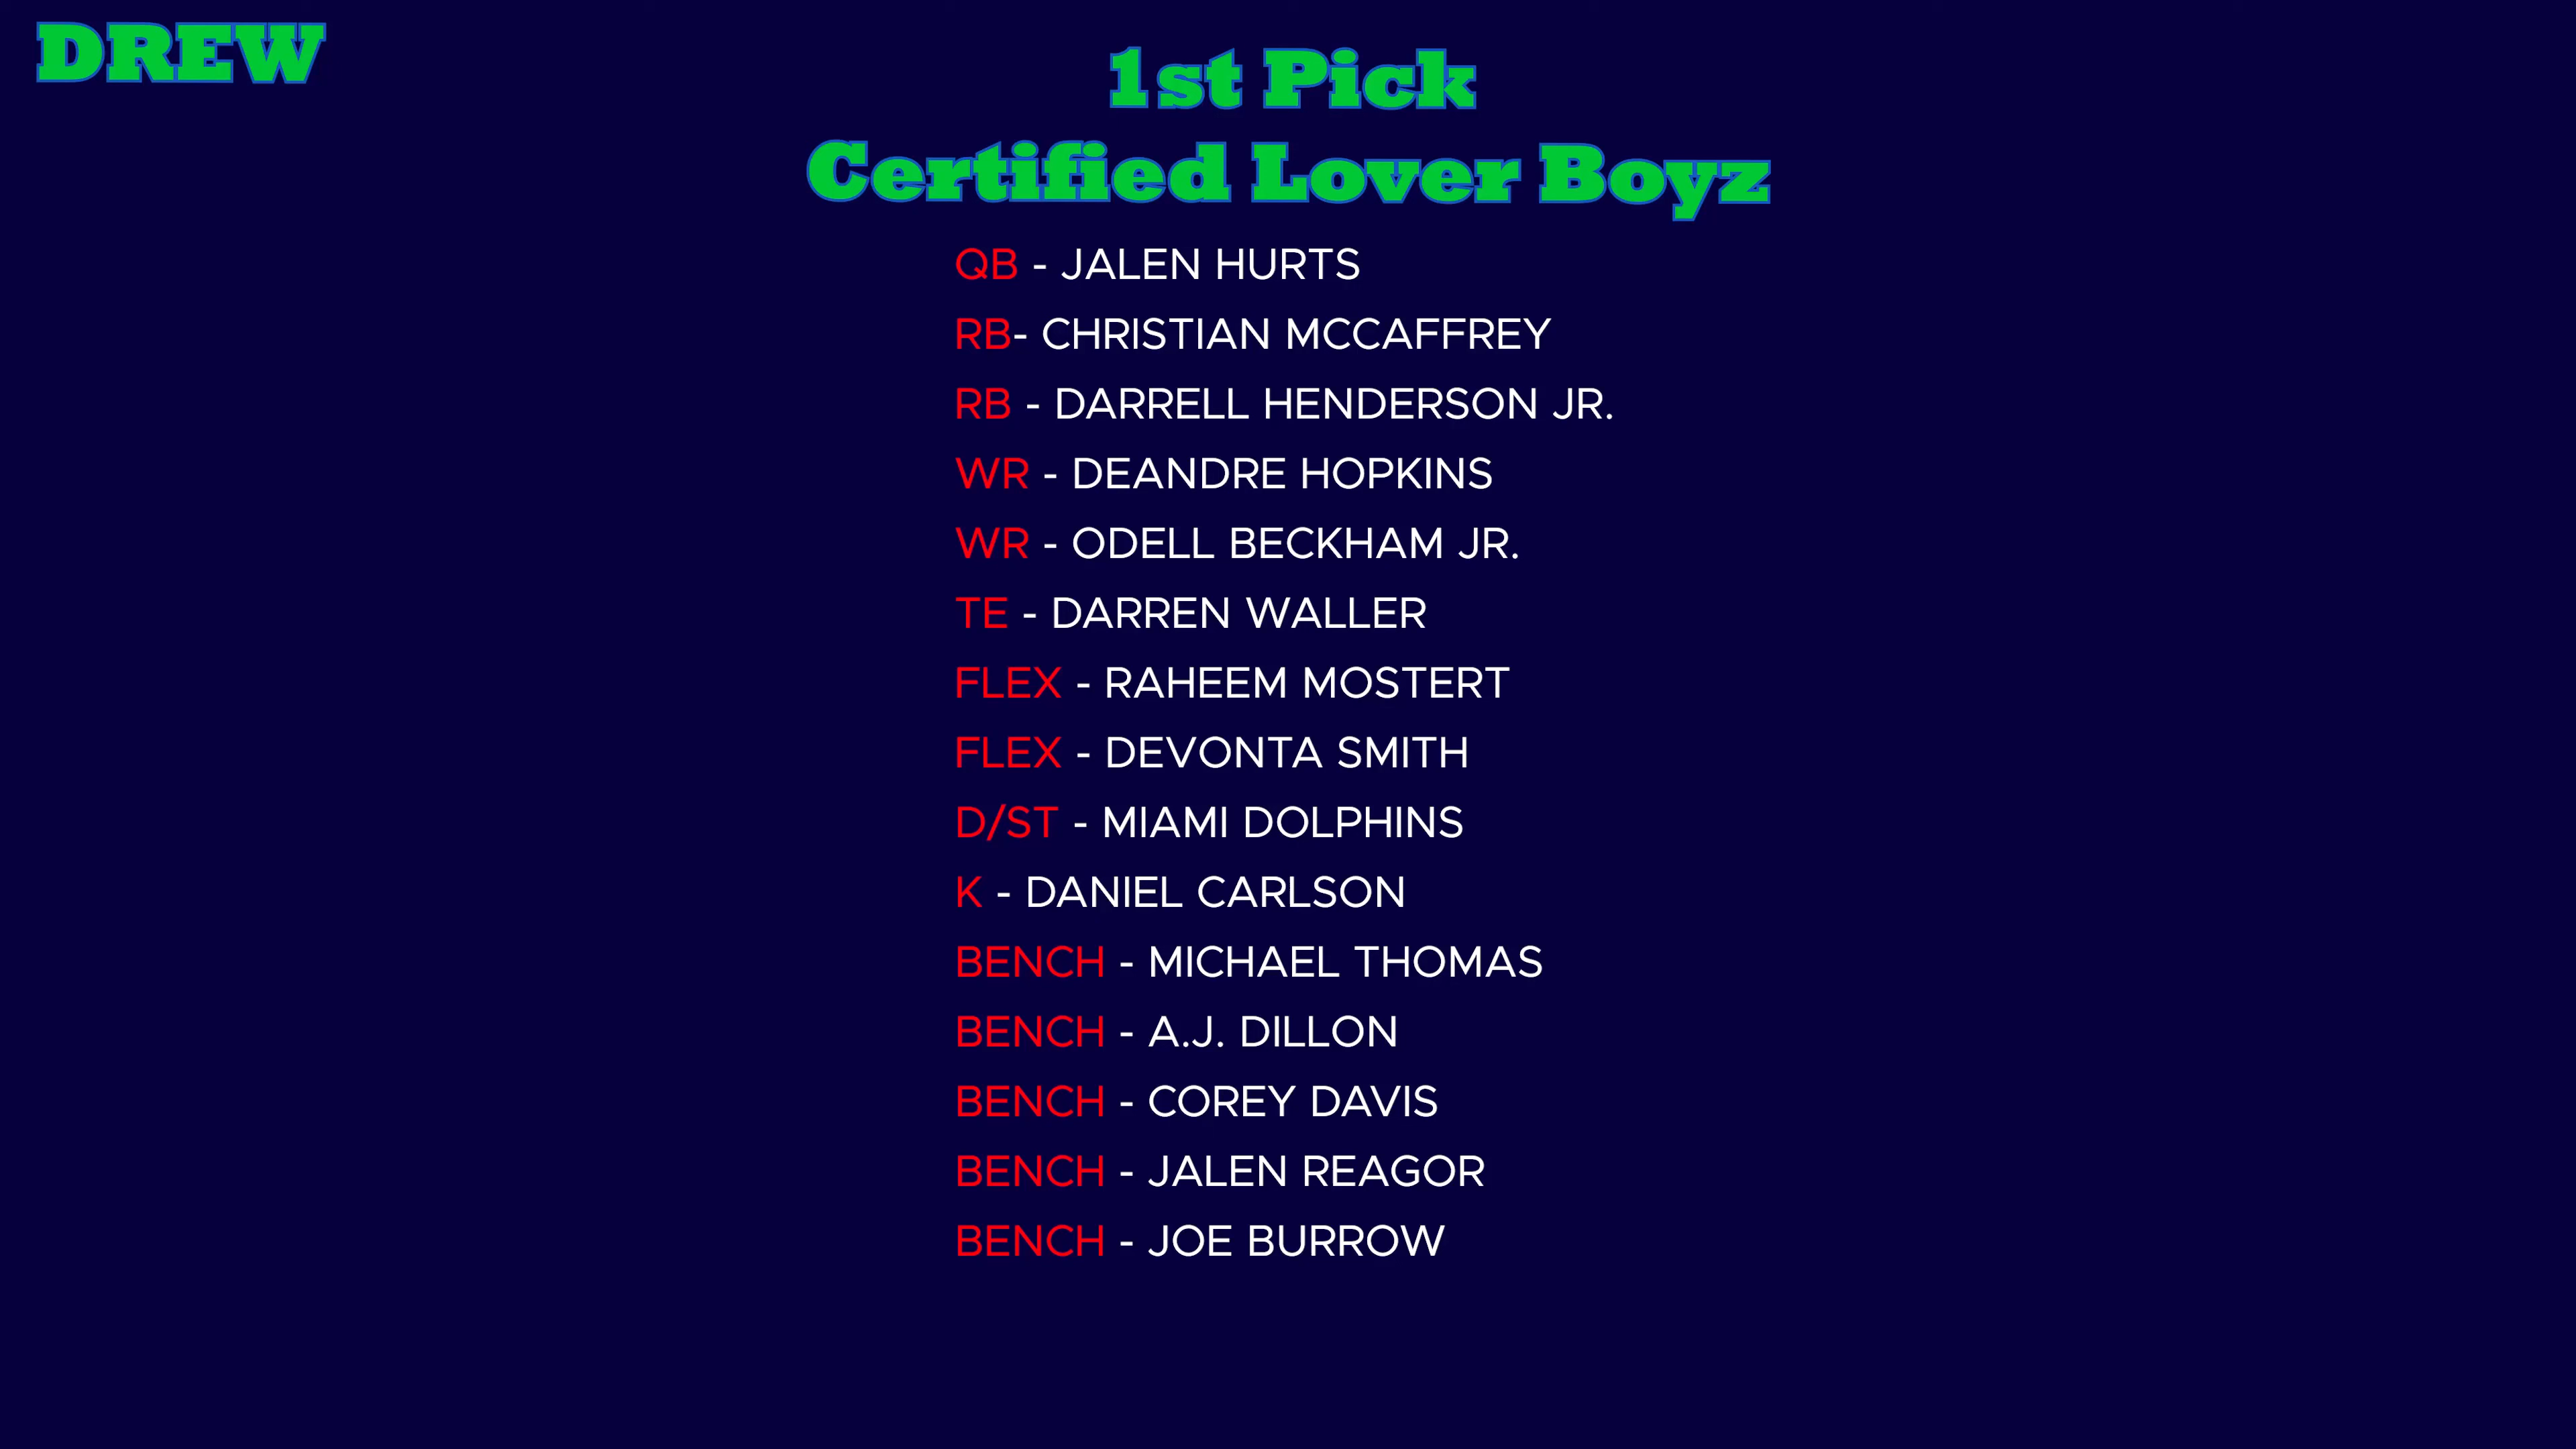 DREW
1st Pick
Certified Lover Boyz
QB - JALEN HURTS
RB- CHRISTIAN MCCAFFREY
RB - DARRELL HENDERSON JR.
WR - DEANDRE HOPKINS
WR - ODELL BECKHAM JR.
TE - DARREN WALLER
FLEX - RAHEEM MOSTERT
FLEX - DEVONTA SMITH
D/ST - MIAMI DOLPHINS
K - DANIEL CARLSON
BENCH - MICHAEL THOMAS
BENCH - A.J. DILLON
BENCH - COREY DAVIS
BENCH - JALEN REAGOR
BENCH - JOE BURROW